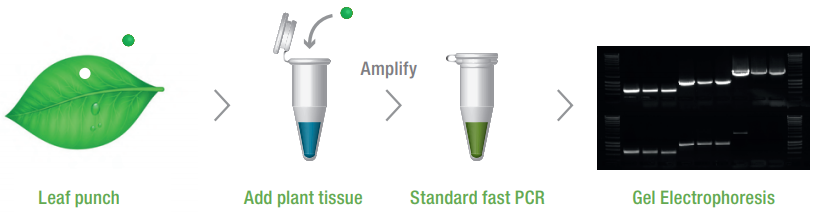 Amplify
Leaf punch
Add plant tissue
Standard fast PCR
Gel Electrophoresis